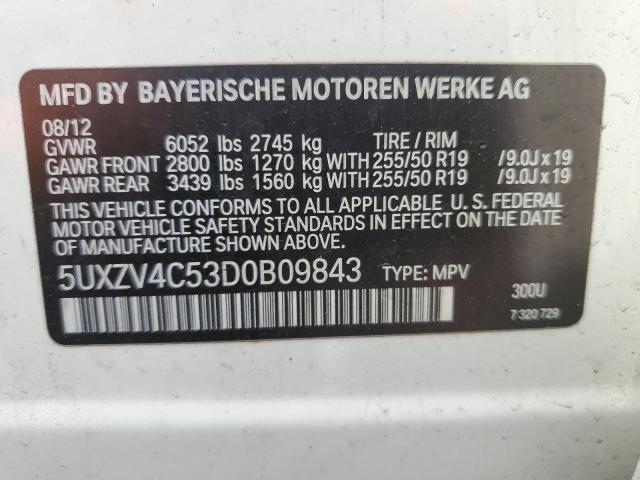 MFD BY BAYERISCHE MOTOREN WERKE AG
08/12
GVWR 6052 lbs 2745 kg TIRE / RIM
GAWR FRONT 2800 lbs 1270 kg WITH 255/50 R19 /9.0J x 19
GAWR REAR 3439 lbs 1560 kg WITH 255/50 R19 /9.0J x 19
THIS VEHICLE CONFORMS TO ALL APPLICABLE U.S. FEDERAL
MOTOR VEHICLE SAFETY STANDARDS IN EFFECT ON THE DATE
OF MANUFACTURE SHOWN ABOVE.
5UXZV4C53D0B09843 TYPE: MPV 300U
7 320 729